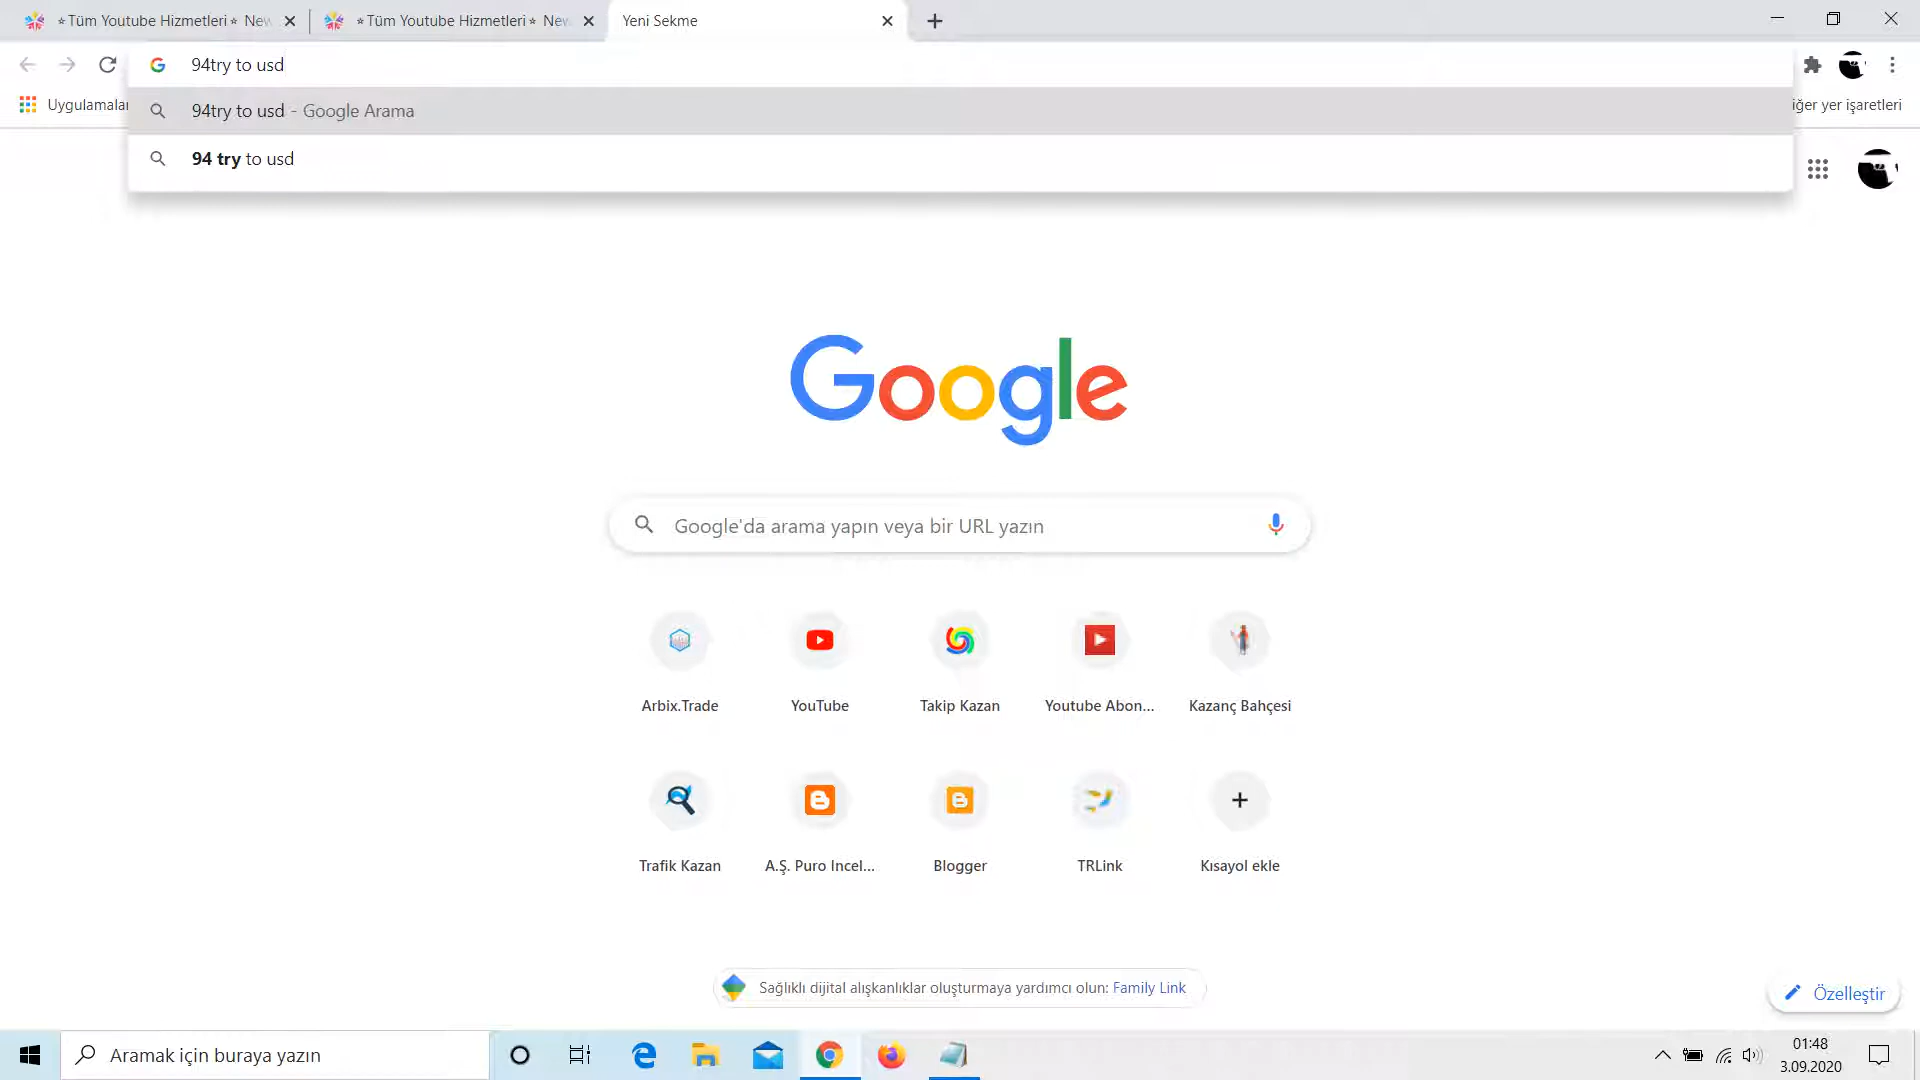 ⭐Tüm Youtube Hizmetleri⭐ New
⭐Tüm Youtube Hizmetleri⭐ New
Yeni Sekme
94try to usd
Uygulamalar
94try to usd - Google Arama
iğer yer işaretleri
94 try to usd
Google
Google'da arama yapın veya bir URL yazın
Arbix.Trade
YouTube
Takip Kazan
Youtube Abon...
Kazanç Bahçesi
Trafik Kazan
A.Ş. Puro Incel...
Blogger
TRLink
Kısayol ekle
Sağlıklı dijital alışkanlıklar oluşturmaya yardımcı olun: Family Link
Özelleştir
Aramak için buraya yazın
01:48
3.09.2020